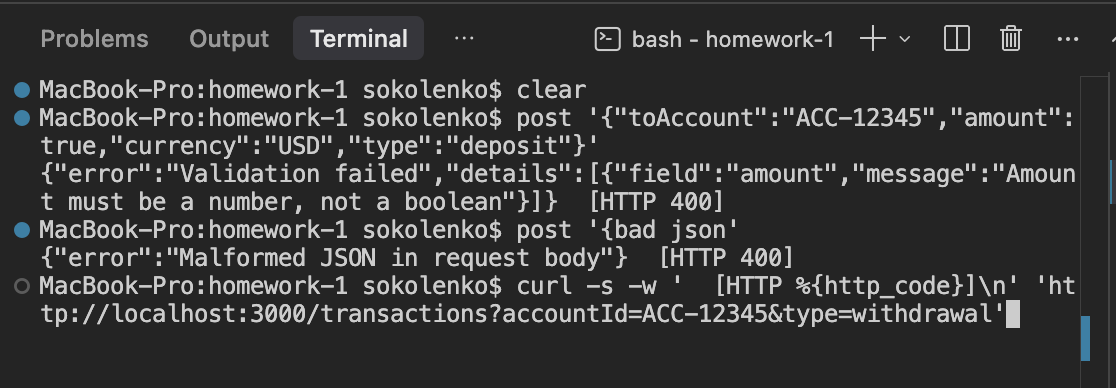 Problems Output Terminal ··· bash - homework-1 ···
MacBook-Pro:homework-1 sokolenko$ clear
MacBook-Pro:homework-1 sokolenko$ post '{"toAccount":"ACC-12345","amount":
true,"currency":"USD","type":"deposit"}'
{"error":"Validation failed","details":[{"field":"amount","message":"Amoun
t must be a number, not a boolean"}]}  [HTTP 400]
MacBook-Pro:homework-1 sokolenko$ post '{bad json'
{"error":"Malformed JSON in request body"}  [HTTP 400]
MacBook-Pro:homework-1 sokolenko$ curl -s -w '  [HTTP %{http_code}]\n' 'ht
tp://localhost:3000/transactions?accountId=ACC-12345&type=withdrawal'